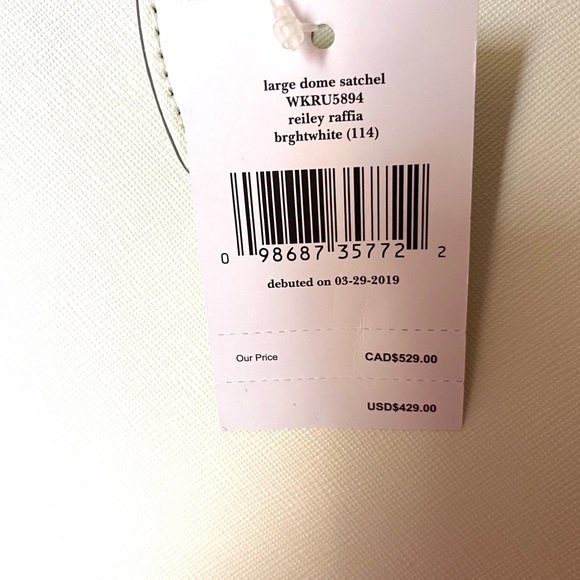 large dome satchel
WKRU5894
reiley raffia
brghtwhite (114)
0 98687 35772 2
debuted on 03-29-2019
Our Price CAD$529.00
USD$429.00